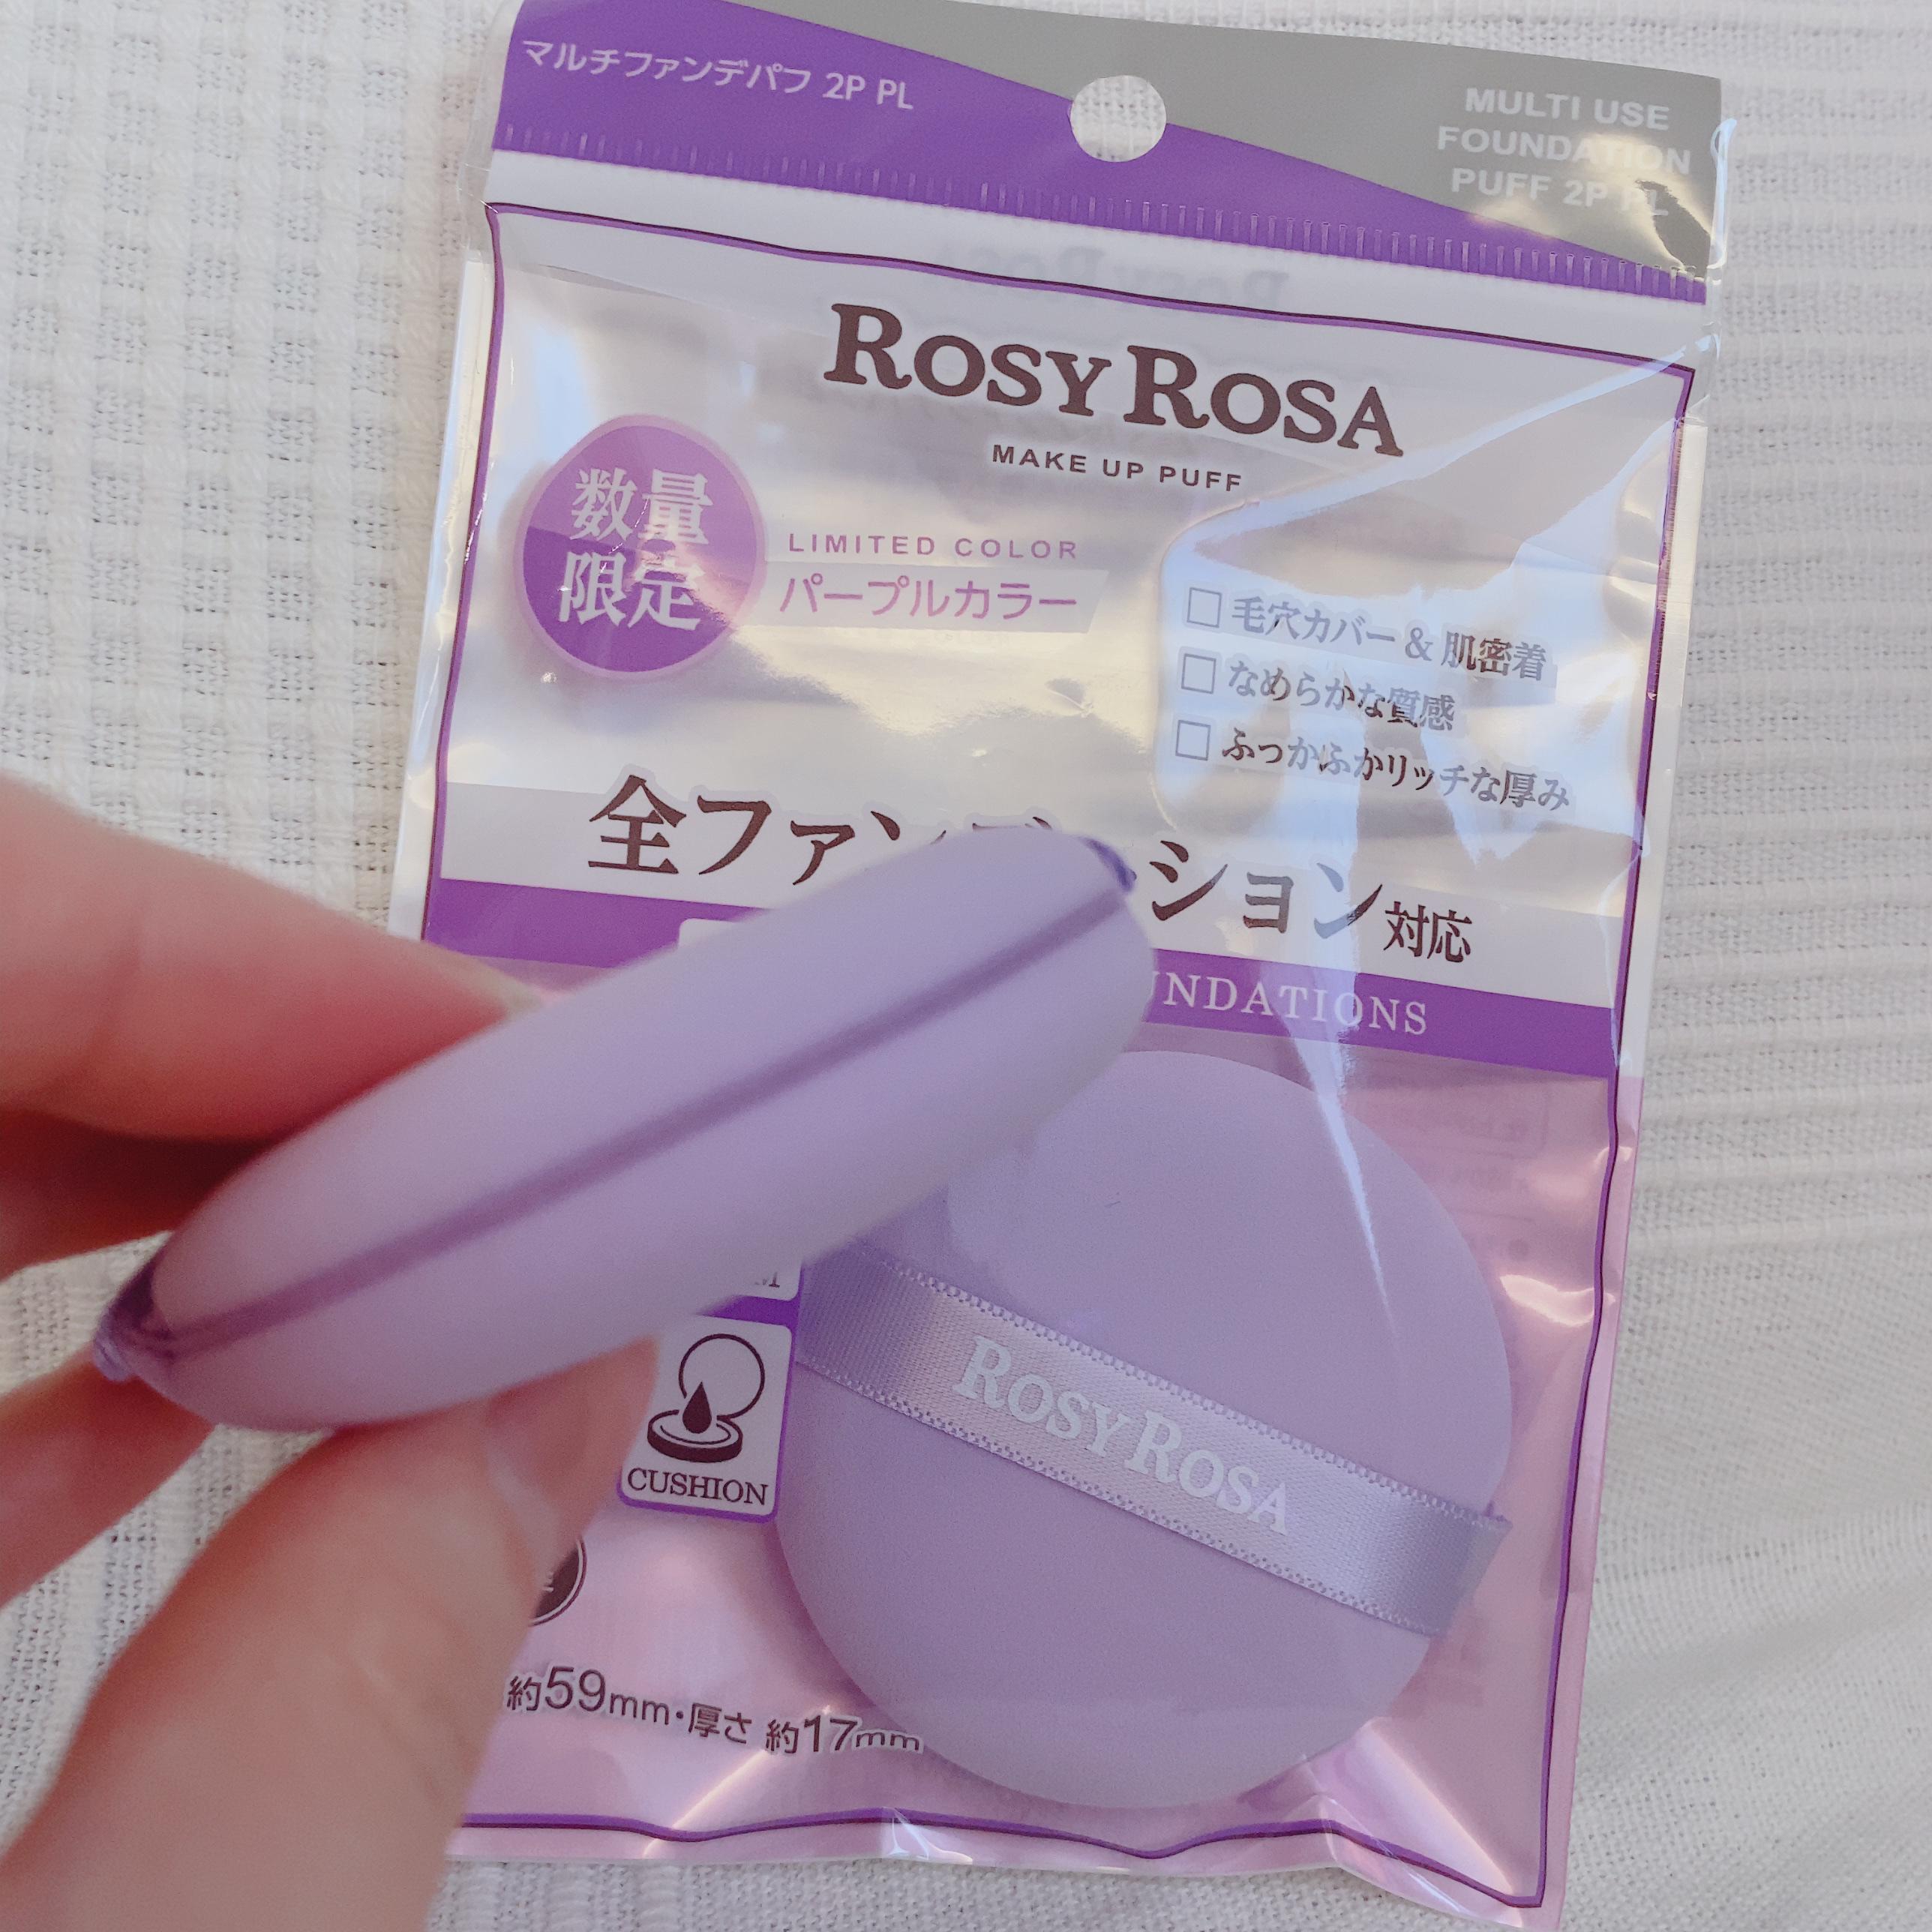 マルチファンデパフ 2P PL
MULTI USE
FOUNDATION
PUFF 2P PL
ROSY ROSA
MAKE UP PUFF
数量
限定
LIMITED COLOR
パープルカラー
□ 毛穴カバー & 肌密着
□ なめらかな質感
□ ふっかふかリッチな厚み
全ファンデーション対応
CUSHION
ROSY ROSA
約59mm・厚さ 約17mm